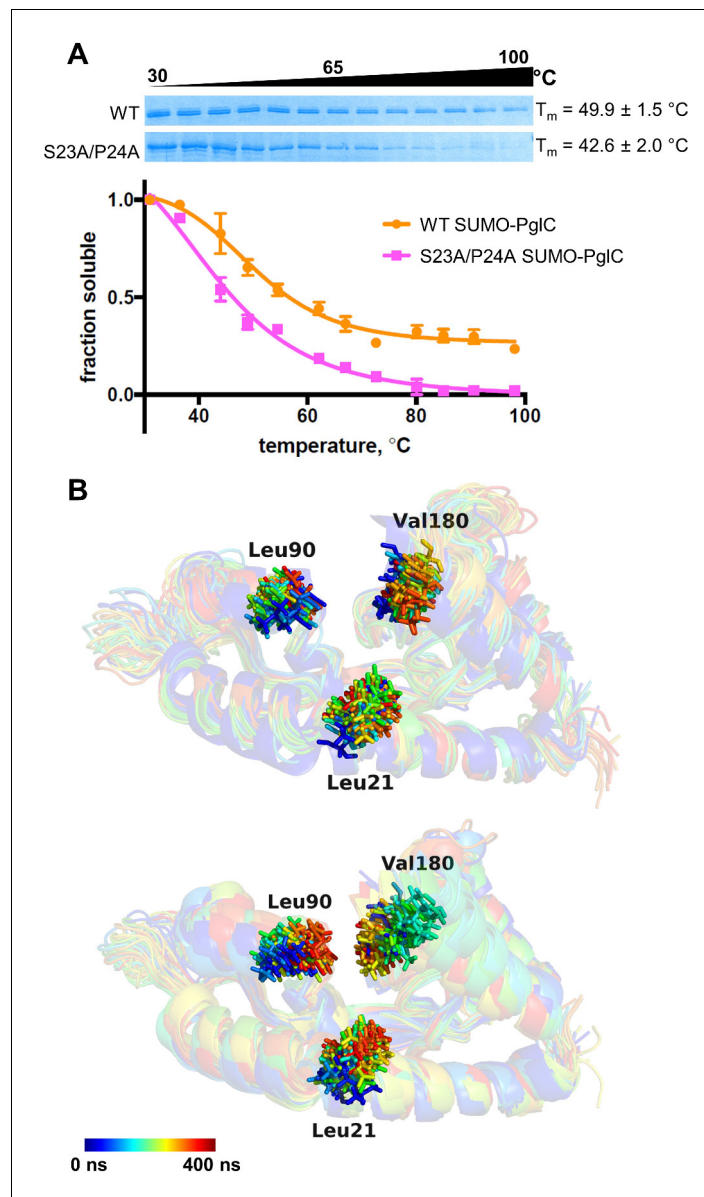 A
30 65 100
°C
WT Tm = 49.9 ± 1.5 °C
S23A/P24A Tm = 42.6 ± 2.0 °C
1.0
WT SUMO-PglC
S23A/P24A SUMO-PglC
0.5
fraction soluble
0.0
40 60 80 100
temperature, °C
B
Val180
Leu90
Leu21
Val180
Leu90
Leu21
0 ns 400 ns